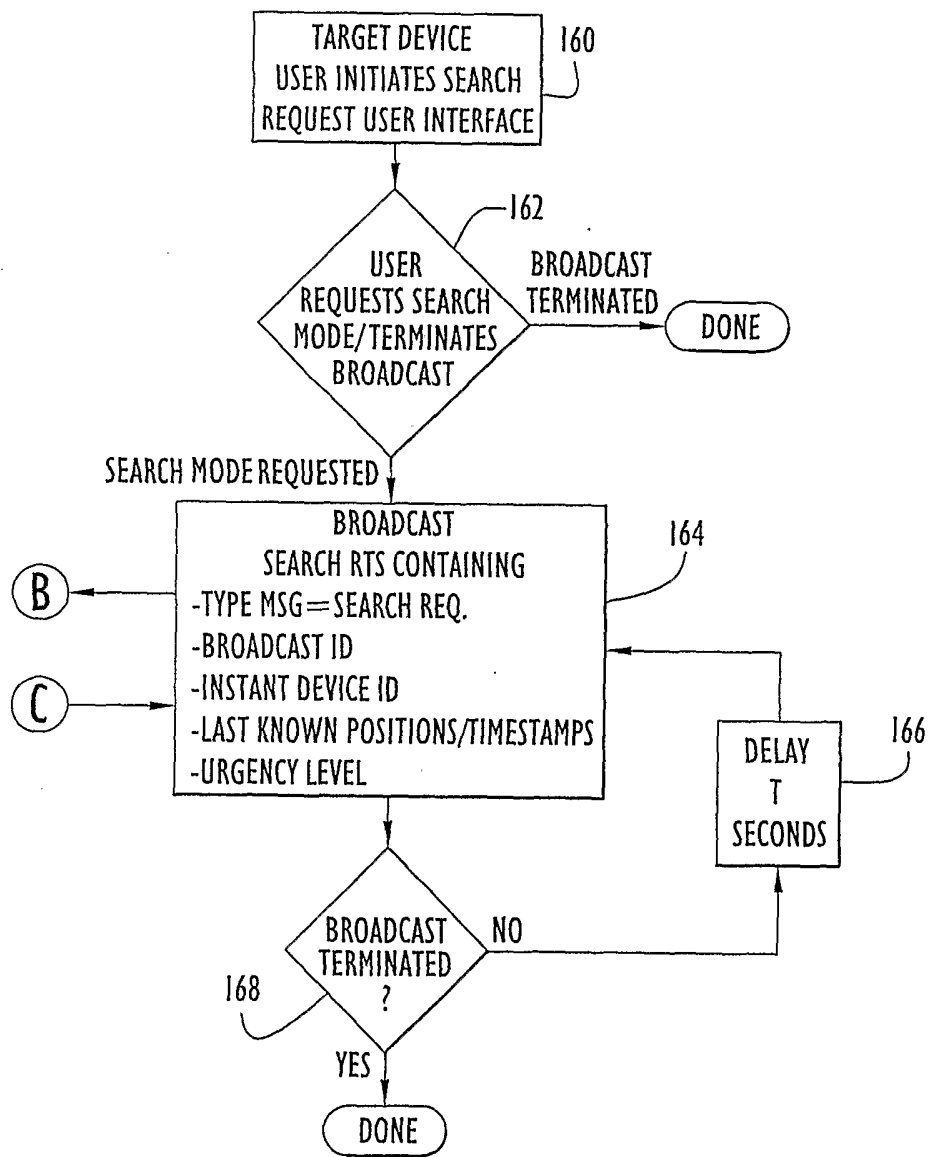 TARGET DEVICE
USER INITIATES SEARCH
REQUEST USER INTERFACE
160
162
USER
REQUESTS SEARCH
MODE/TERMINATES
BROADCAST
BROADCAST
TERMINATED
DONE
SEARCH MODE REQUESTED
BROADCAST
SEARCH RTS CONTAINING
-TYPE MSG=SEARCH REQ.
-BROADCAST ID
-INSTANT DEVICE ID
-LAST KNOWN POSITIONS/TIMESTAMPS
-URGENCY LEVEL
164
B
C
DELAY
T
SECONDS
166
BROADCAST
TERMINATED
?
168
NO
YES
DONE